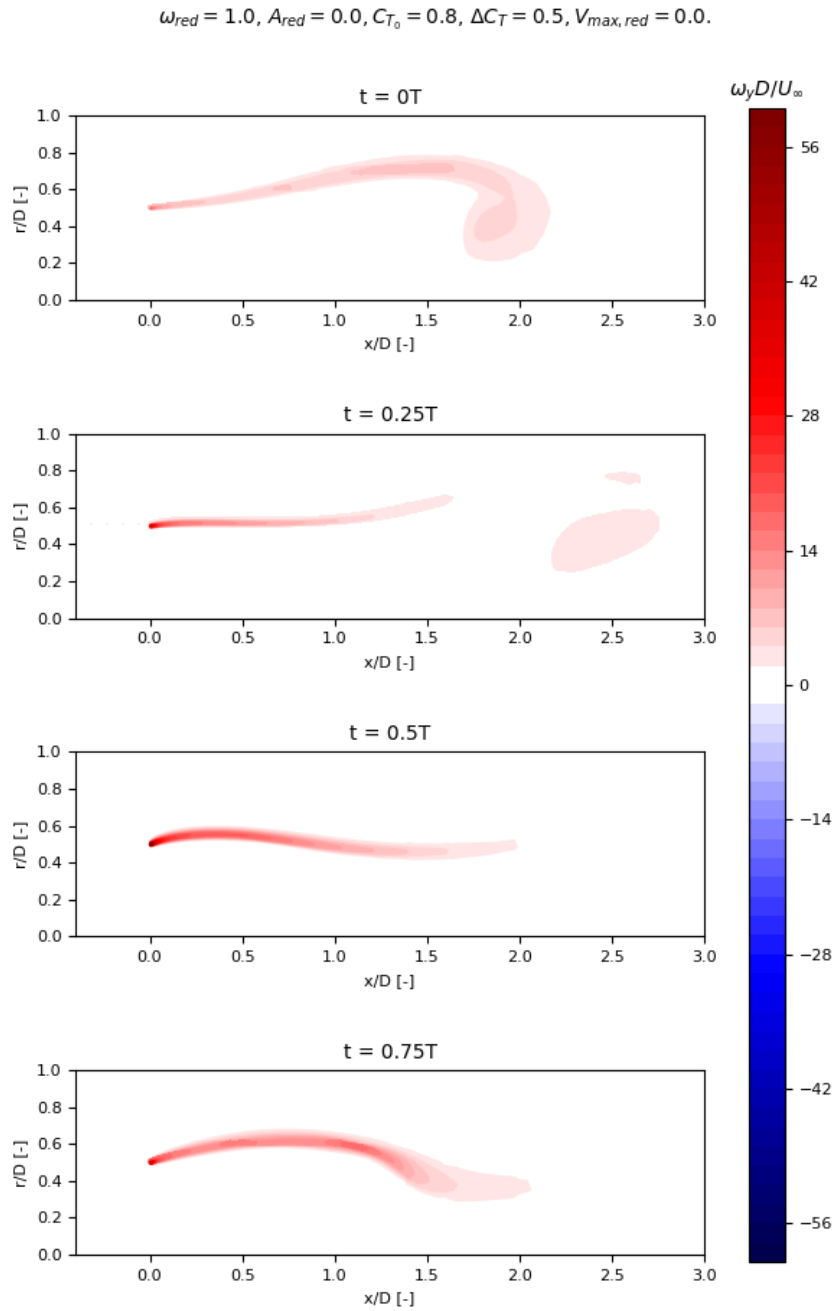 ω_red = 1.0, A_red = 0.0, C_T₀ = 0.8, ΔC_T = 0.5, V_max,red = 0.0.
ω_yD/U_∞
t = 0T
1.0
0.8
0.6
0.4
0.2
0.0
r/D [-]
0.0 0.5 1.0 1.5 2.0 2.5 3.0
x/D [-]
t = 0.25T
1.0
0.8
0.6
0.4
0.2
0.0
r/D [-]
0.0 0.5 1.0 1.5 2.0 2.5 3.0
x/D [-]
t = 0.5T
1.0
0.8
0.6
0.4
0.2
0.0
r/D [-]
0.0 0.5 1.0 1.5 2.0 2.5 3.0
x/D [-]
t = 0.75T
1.0
0.8
0.6
0.4
0.2
0.0
r/D [-]
0.0 0.5 1.0 1.5 2.0 2.5 3.0
x/D [-]
56
42
28
14
0
−14
−28
−42
−56